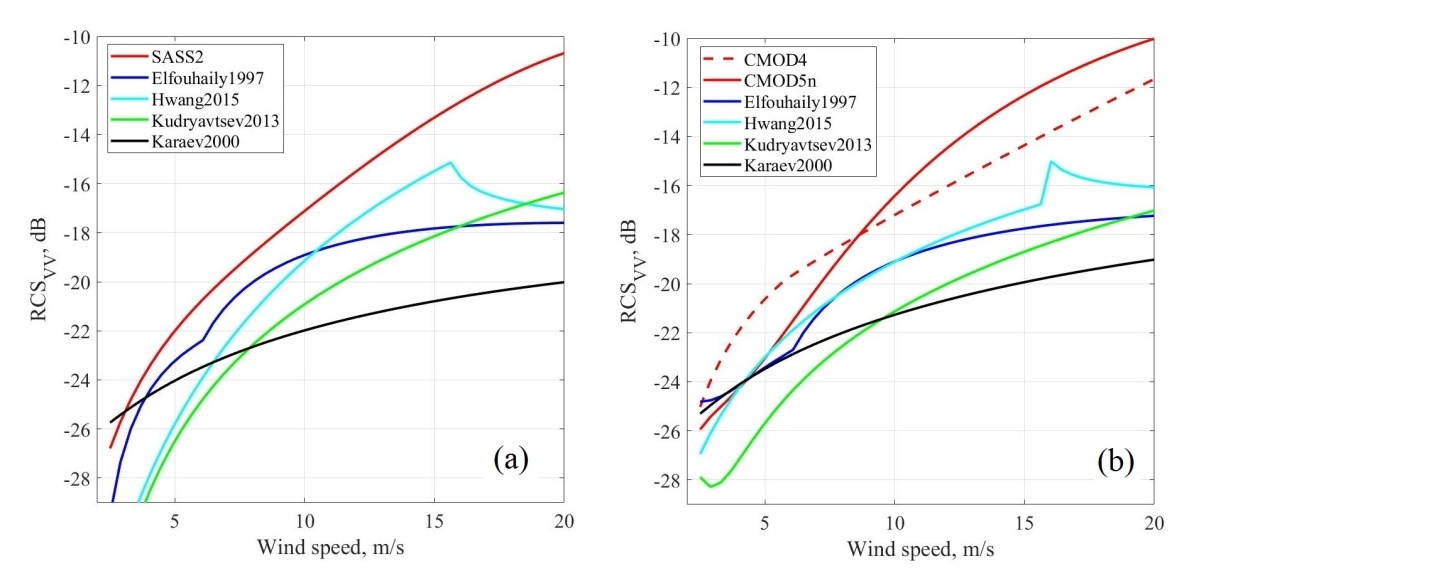 -10
-12
-14
-16
-18
-20
-22
-24
-26
-28
RCS_VV, dB
SASS2
Elfouhaily1997
Hwang2015
Kudryavtsev2013
Karaev2000
(a)
5 10 15 20
Wind speed, m/s
-10
-12
-14
-16
-18
-20
-22
-24
-26
-28
RCS_VV, dB
CMOD4
CMOD5n
Elfouhaily1997
Hwang2015
Kudryavtsev2013
Karaev2000
(b)
5 10 15 20
Wind speed, m/s